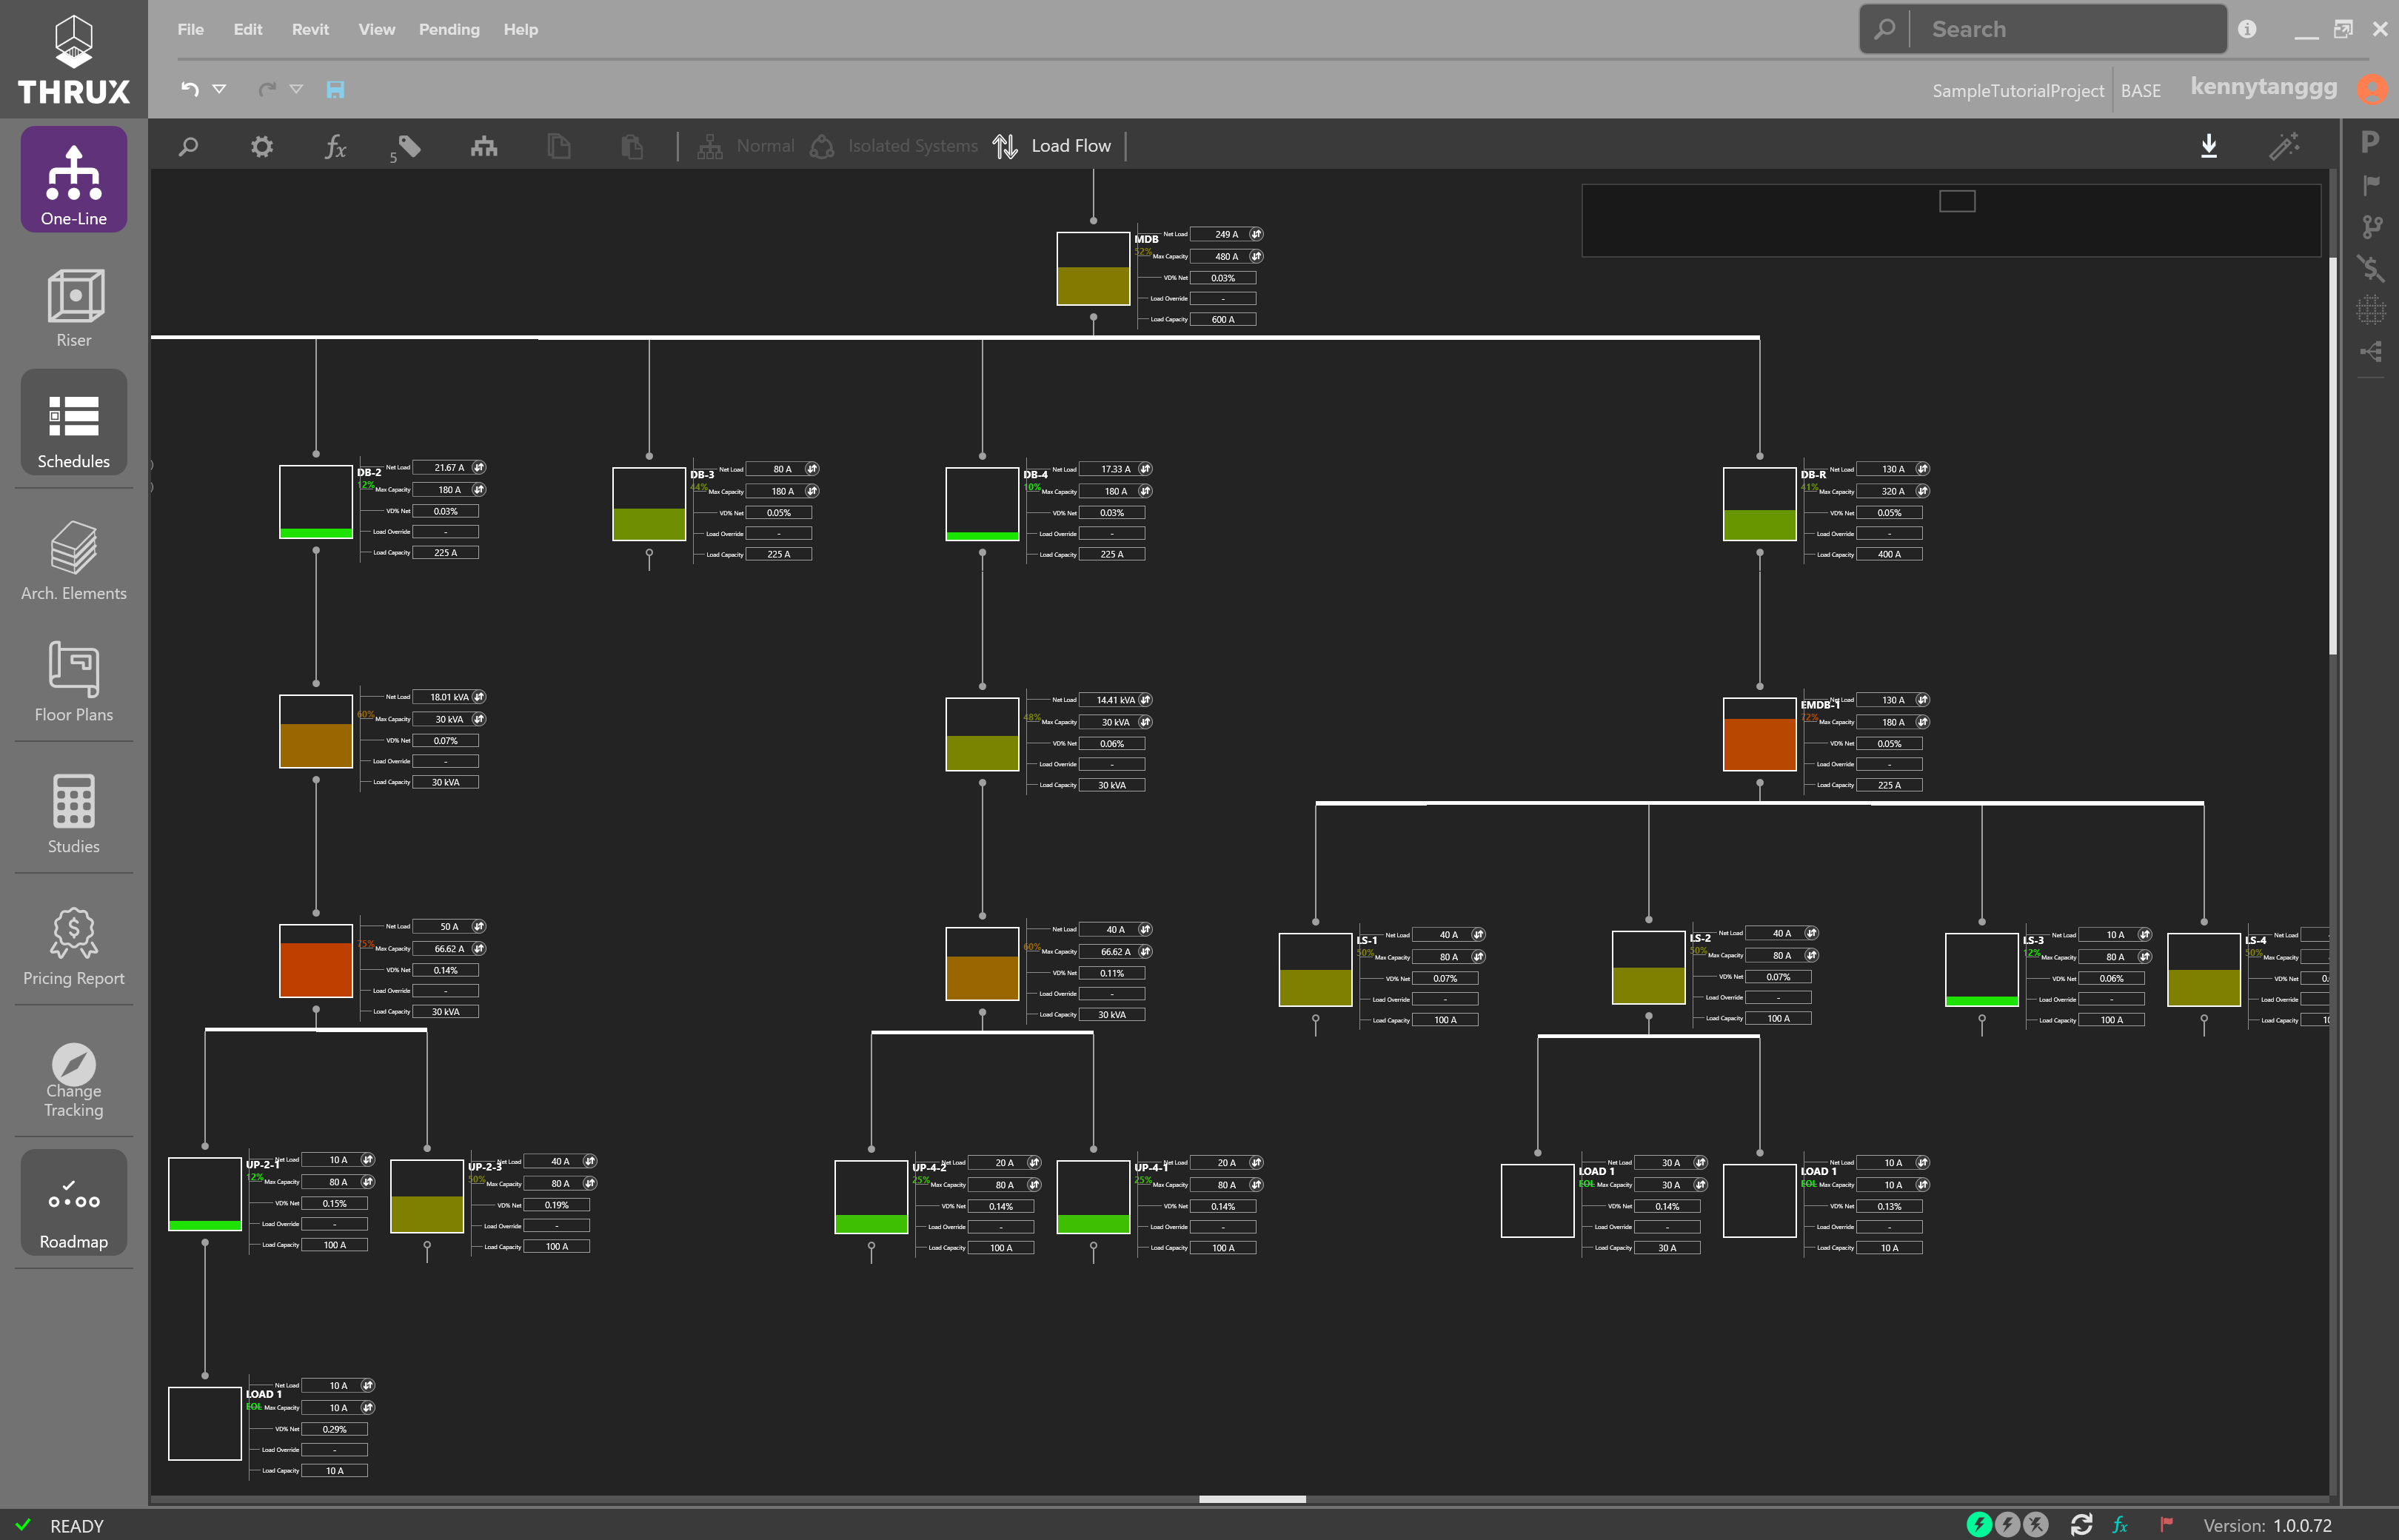 File Edit Revit View Pending Help
Search
THRUX
SampleTutorialProject BASE kennytanggg
5
Normal Isolated Systems Load Flow
P
One-Line
Riser
Schedules
Arch. Elements
Floor Plans
Studies
Pricing Report
Change
Tracking
Roadmap
MDB
52%
Net Load 249 A
Max Capacity 480 A
VD% Net 0.03%
Load Override -
Load Capacity 600 A
DB-2
12%
Net Load 21.67 A
Max Capacity 180 A
VD% Net 0.03%
Load Override -
Load Capacity 225 A
DB-3
44%
Net Load 80 A
Max Capacity 180 A
VD% Net 0.05%
Load Override -
Load Capacity 225 A
DB-4
10%
Net Load 17.33 A
Max Capacity 180 A
VD% Net 0.03%
Load Override -
Load Capacity 225 A
DB-R
41%
Net Load 130 A
Max Capacity 320 A
VD% Net 0.05%
Load Override -
Load Capacity 400 A
60%
Net Load 18.01 kVA
Max Capacity 30 kVA
VD% Net 0.07%
Load Override -
Load Capacity 30 kVA
48%
Net Load 14.41 kVA
Max Capacity 30 kVA
VD% Net 0.06%
Load Override -
Load Capacity 30 kVA
EMDB-1
72%
Net Load 130 A
Max Capacity 180 A
VD% Net 0.05%
Load Override -
Load Capacity 225 A
75%
Net Load 50 A
Max Capacity 66.62 A
VD% Net 0.14%
Load Override -
Load Capacity 30 kVA
60%
Net Load 40 A
Max Capacity 66.62 A
VD% Net 0.11%
Load Override -
Load Capacity 30 kVA
LS-1
50%
Net Load 40 A
Max Capacity 80 A
VD% Net 0.07%
Load Override -
Load Capacity 100 A
LS-2
50%
Net Load 40 A
Max Capacity 80 A
VD% Net 0.07%
Load Override -
Load Capacity 100 A
LS-3
12%
Net Load 10 A
Max Capacity 80 A
VD% Net 0.06%
Load Override -
Load Capacity 100 A
LS-4
50%
Net Load
Max Capacity
VD% Net 0.
Load Override
Load Capacity 10
UP-2-1
12%
Net Load 10 A
Max Capacity 80 A
VD% Net 0.15%
Load Override -
Load Capacity 100 A
UP-2-3
50%
Net Load 40 A
Max Capacity 80 A
VD% Net 0.19%
Load Override -
Load Capacity 100 A
UP-4-2
25%
Net Load 20 A
Max Capacity 80 A
VD% Net 0.14%
Load Override -
Load Capacity 100 A
UP-4-1
25%
Net Load 20 A
Max Capacity 80 A
VD% Net 0.14%
Load Override -
Load Capacity 100 A
LOAD 1
EOL
Net Load 30 A
Max Capacity 30 A
VD% Net 0.14%
Load Override -
Load Capacity 30 A
LOAD 1
EOL
Net Load 10 A
Max Capacity 10 A
VD% Net 0.13%
Load Override -
Load Capacity 10 A
LOAD 1
EOL
Net Load 10 A
Max Capacity 10 A
VD% Net 0.29%
Load Override -
Load Capacity 10 A
READY
Version: 1.0.0.72